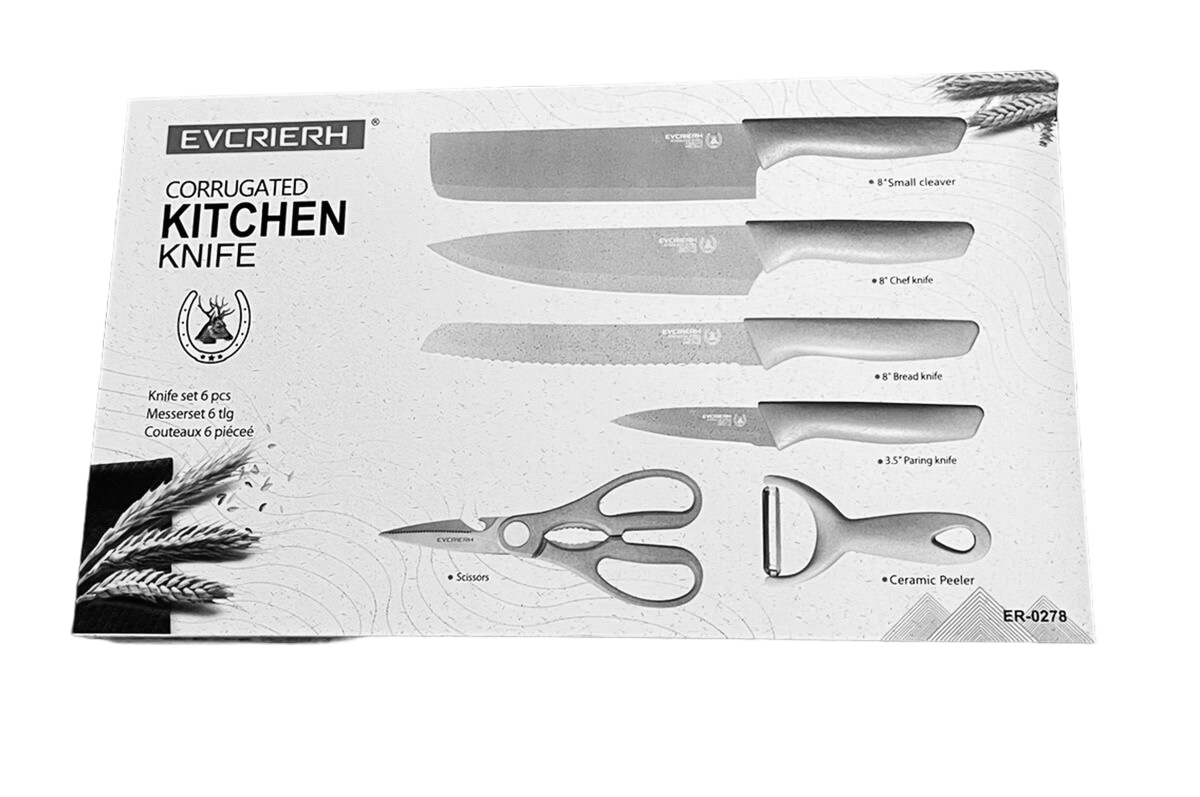 EVCRIERH®
CORRUGATED
KITCHEN
KNIFE
Knife set 6 pcs
Messerset 6 tlg
Couteaux 6 piéceé
EVCRIERH
• 8"Small cleaver
EVCRIERH
• 8" Chef knife
EVCRIERH
• 8" Bread knife
EVCRIERH
• 3.5" Paring knife
EVCRIERH
• Scissors
• Ceramic Peeler
ER-0278